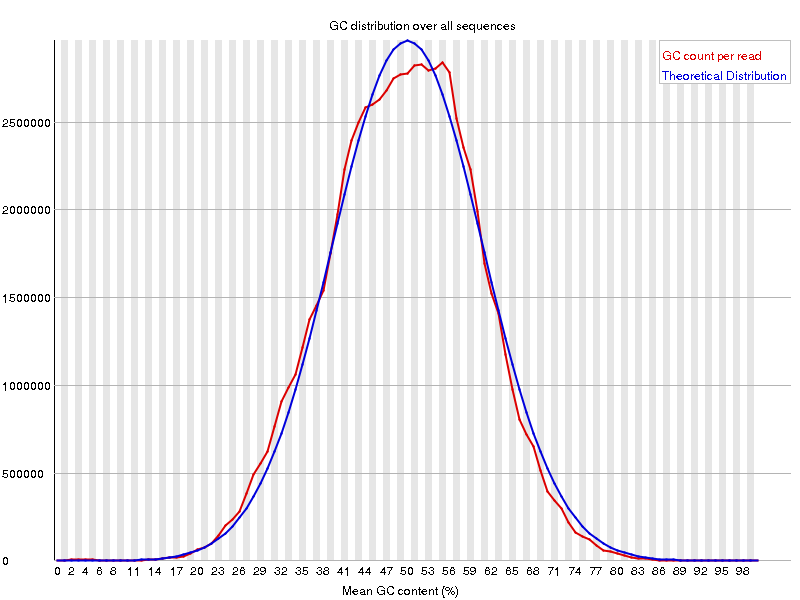 GC distribution over all sequences
GC count per read
Theoretical Distribution
2500000
2000000
1500000
1000000
500000
0
0 2 4 6 8 11 14 17 20 23 26 29 32 35 38 41 44 47 50 53 56 59 62 65 68 71 74 77 80 83 86 89 92 95 98
Mean GC content (%)